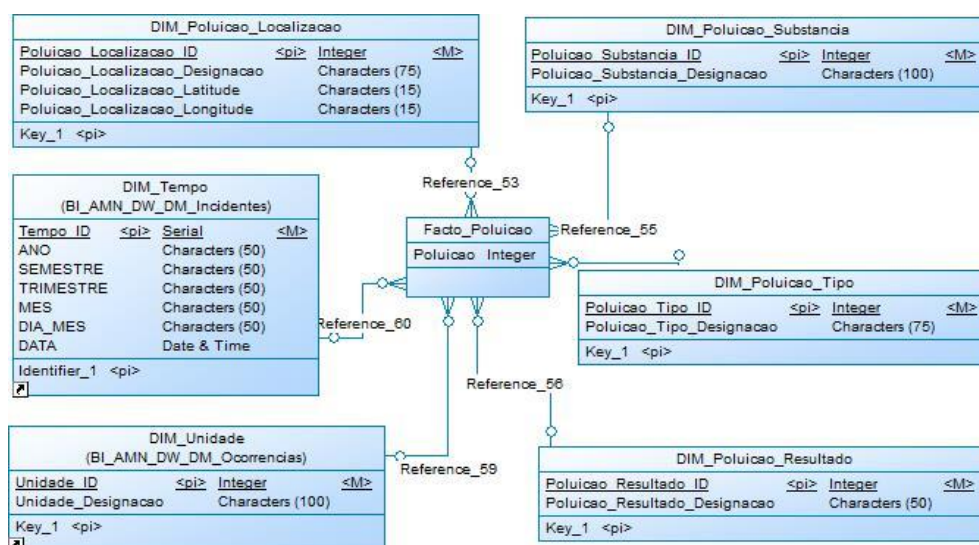 DIM_Poluicao_Localizacao
Poluicao_Localizacao_ID <pi> Integer <M>
Poluicao_Localizacao_Designacao Characters (75)
Poluicao_Localizacao_Latitude Characters (15)
Poluicao_Localizacao_Longitude Characters (15)
Key_1 <pi>
DIM_Poluicao_Substancia
Poluicao_Substancia_ID <pi> Integer <M>
Poluicao_Substancia_Designacao Characters (100)
Key_1 <pi>
Reference_53
DIM_Tempo
(BI_AMN_DW_DM_Incidentes)
Tempo_ID <pi> Serial <M>
ANO Characters (50)
SEMESTRE Characters (50)
TRIMESTRE Characters (50)
MES Characters (50)
DIA_MES Characters (50)
DATA Date & Time
Identifier_1 <pi>
Facto_Poluicao
Poluicao Integer
Reference_55
DIM_Poluicao_Tipo
Poluicao_Tipo_ID <pi> Integer <M>
Poluicao_Tipo_Designacao Characters (75)
Key_1 <pi>
Reference_60
Reference_56
DIM_Unidade
(BI_AMN_DW_DM_Ocorrencias)
Unidade_ID <pi> Integer <M>
Unidade_Designacao Characters (100)
Key_1 <pi>
Reference_59
DIM_Poluicao_Resultado
Poluicao_Resultado_ID <pi> Integer <M>
Poluicao_Resultado_Designacao Characters (50)
Key_1 <pi>